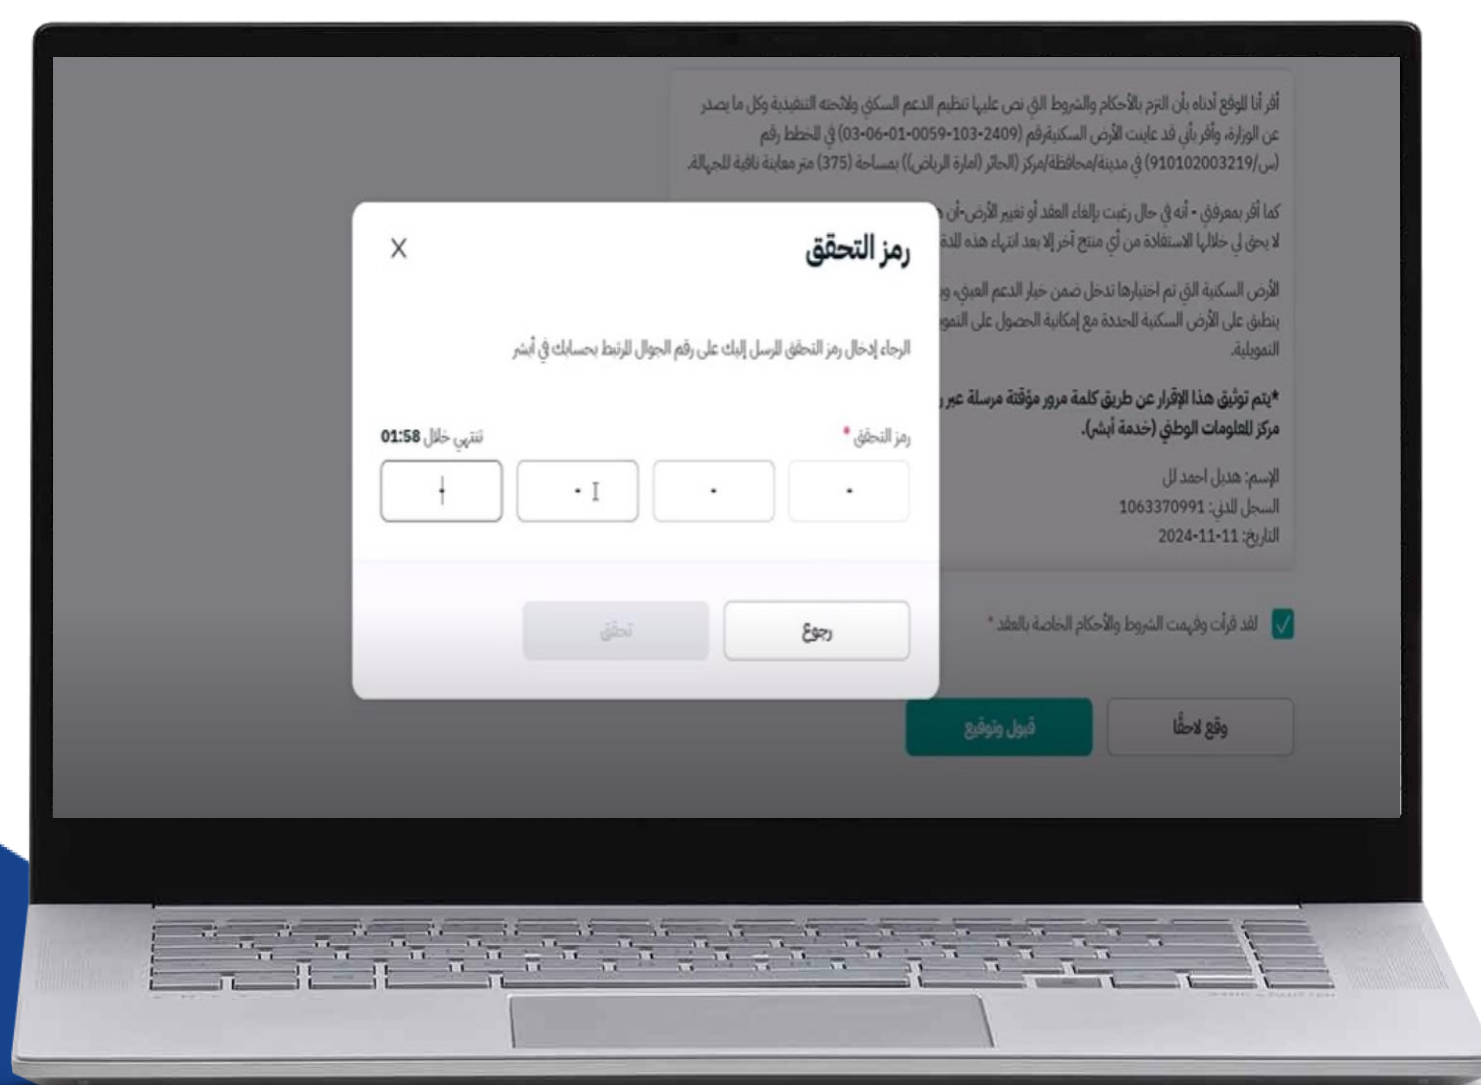 أقر أنا الموقع أدناه بأن التزم بالأحكام والشروط التي نص عليها تنظيم الدعم السكني ولائحته التنفيذية وكل ما يصدر
عن الوزارة، وأقر بأني قد عاينت الأرض السكنيةرقم (2409-103-0059-01-06-03) في المخطط رقم
(س/910102003219) في مدينة/محافظة/مركز (الحائر (امارة الرياض)) بمساحة (375) متر معاينة نافية للجهالة.
كما أقر بمعرفتي - أنه في حال رغبت بإلغاء العقد أو تغيير الأرض-أن
لا يحق لي خلالها الاستفادة من أي منتج آخر إلا بعد انتهاء هذه المدة
الأرض السكنية التي تم اختيارها تدخل ضمن خيار الدعم العيني،
ينطبق على الأرض السكنية المحددة مع إمكانية الحصول على
التمويلية.
*يتم توثيق هذا الإقرار عن طريق كلمة مرور مؤقتة مرسلة عبر
مركز المعلومات الوطني (خدمة أبشر).
الإسم: هديل احمد لل
السجل المدني: 1063370991
التاريخ: 11-11-2024
لقد قرأت وفهمت الشروط والأحكام الخاصة بالعقد *
وقع لاحقًا
قبول وتوقيع
رمز التحقق
X
الرجاء إدخال رمز التحقق المرسل إليك على رقم الجوال المرتبط بحسابك في أبشر
رمز التحقق *
تنتهي خلال 01:58
- - - -
رجوع
تحقق